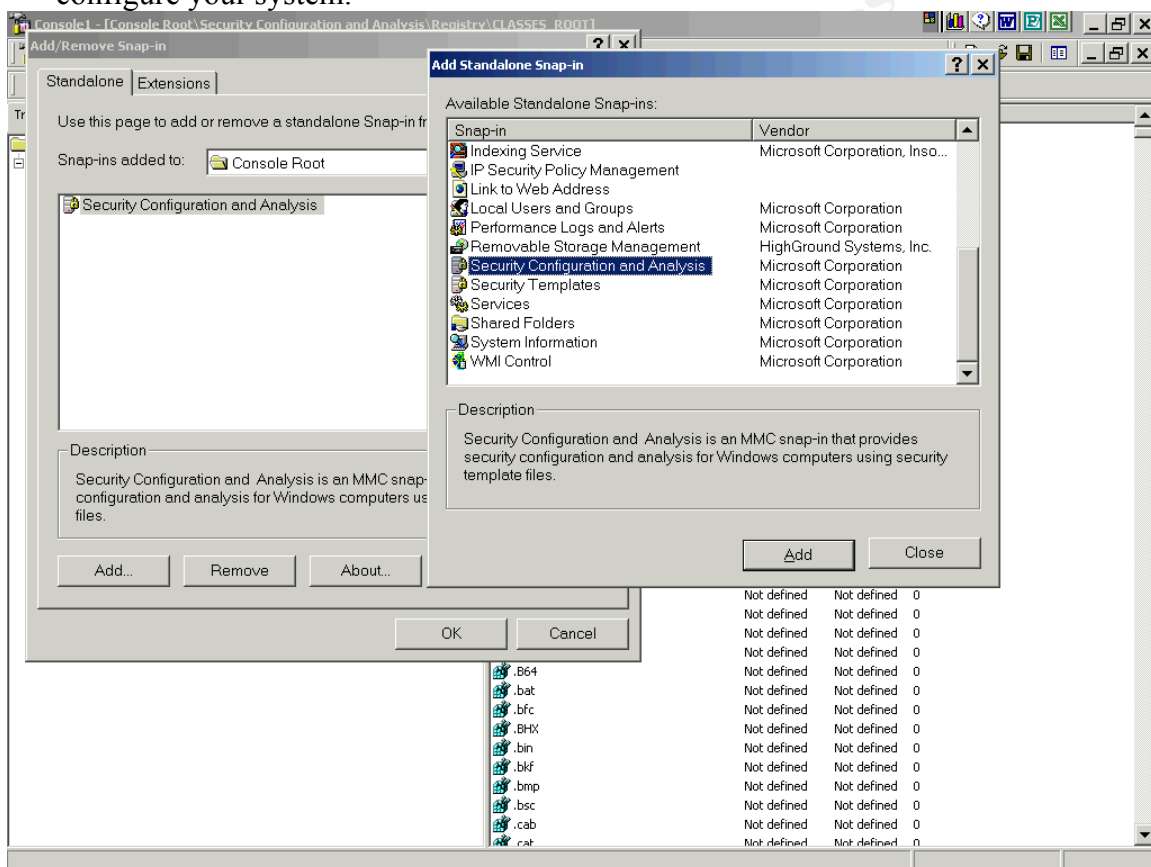 configure your system.
Console1 - [Console Root\Security Configuration and Analysis\Registry\CLASSES_ROOT]
Add/Remove Snap-in
Standalone
Extensions
Use this page to add or remove a standalone Snap-in fr
Snap-ins added to:
Console Root
Security Configuration and Analysis
Description
Security Configuration and Analysis is an MMC snap-
configuration and analysis for Windows computers us
files.
Add...
Remove
About...
OK
Cancel
Tr
Add Standalone Snap-in
Available Standalone Snap-ins:
Snap-in Vendor
Indexing Service Microsoft Corporation, Inso...
IP Security Policy Management
Link to Web Address
Local Users and Groups Microsoft Corporation
Performance Logs and Alerts Microsoft Corporation
Removable Storage Management HighGround Systems, Inc.
Security Configuration and Analysis Microsoft Corporation
Security Templates Microsoft Corporation
Services Microsoft Corporation
Shared Folders Microsoft Corporation
System Information Microsoft Corporation
WMI Control Microsoft Corporation
Description
Security Configuration and Analysis is an MMC snap-in that provides
security configuration and analysis for Windows computers using security
template files.
Add
Close
Not defined Not defined 0
Not defined Not defined 0
Not defined Not defined 0
Not defined Not defined 0
.B64 Not defined Not defined 0
.bat Not defined Not defined 0
.bfc Not defined Not defined 0
.BHX Not defined Not defined 0
.bin Not defined Not defined 0
.bkf Not defined Not defined 0
.bmp Not defined Not defined 0
.bsc Not defined Not defined 0
.cab Not defined Not defined 0
.cat Not defined Not defined 0